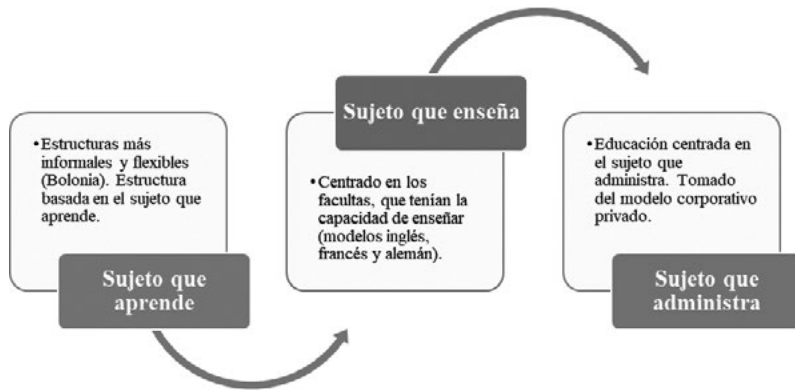 •Estructuras más
informales y flexibles
(Bolonia). Estructura
basada en el sujeto que
aprende.
Sujeto que
aprende
Sujeto que enseña
•Centrado en los
facultas, que tenían la
capacidad de enseñar
(modelos inglés,
francés y alemán).
•Educación centrada en
el sujeto que
administra. Tomado
del modelo corporativo
privado.
Sujeto que
administra